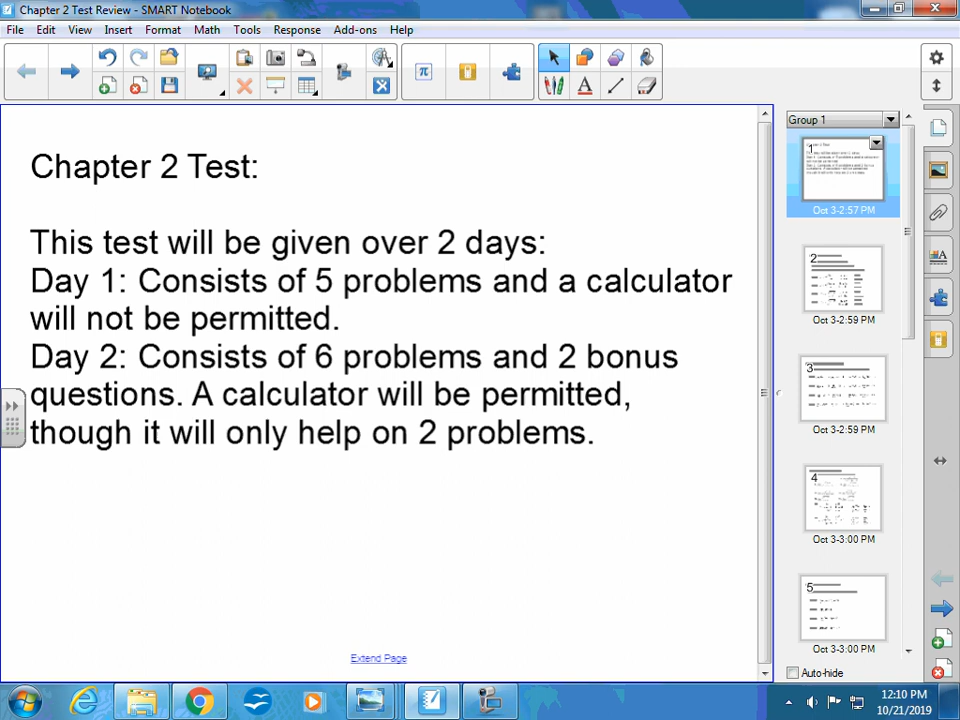 Chapter 2 Test Review - SMART Notebook
File Edit View Insert Format Math Tools Response Add-ons Help
Chapter 2 Test:
This test will be given over 2 days:
Day 1: Consists of 5 problems and a calculator
will not be permitted.
Day 2: Consists of 6 problems and 2 bonus
questions. A calculator will be permitted,
though it will only help on 2 problems.
Extend Page
Group 1
1
Oct 3-2:57 PM
2
Oct 3-2:59 PM
3
Oct 3-2:59 PM
4
Oct 3-3:00 PM
5
Oct 3-3:00 PM
Auto-hide
12:10 PM
10/21/2019